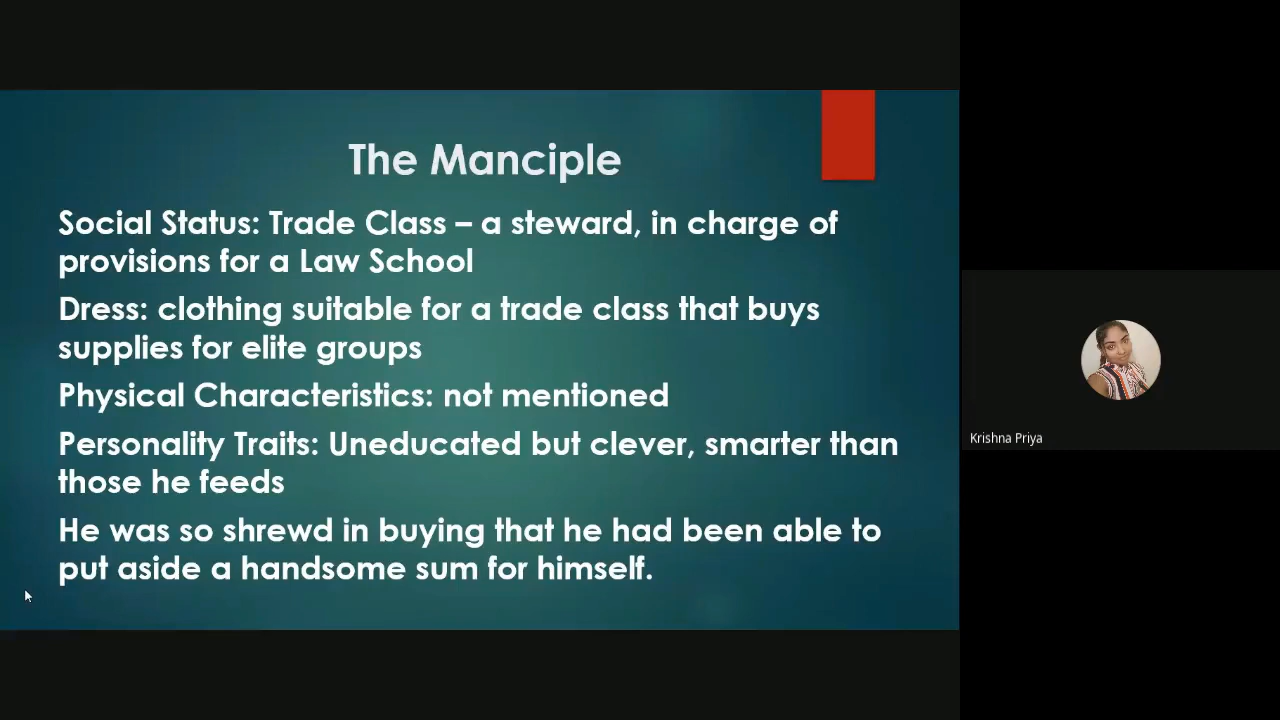 The Manciple
Social Status: Trade Class – a steward, in charge of
provisions for a Law School
Dress: clothing suitable for a trade class that buys
supplies for elite groups
Physical Characteristics: not mentioned
Personality Traits: Uneducated but clever, smarter than
those he feeds
He was so shrewd in buying that he had been able to
put aside a handsome sum for himself.
Krishna Priya